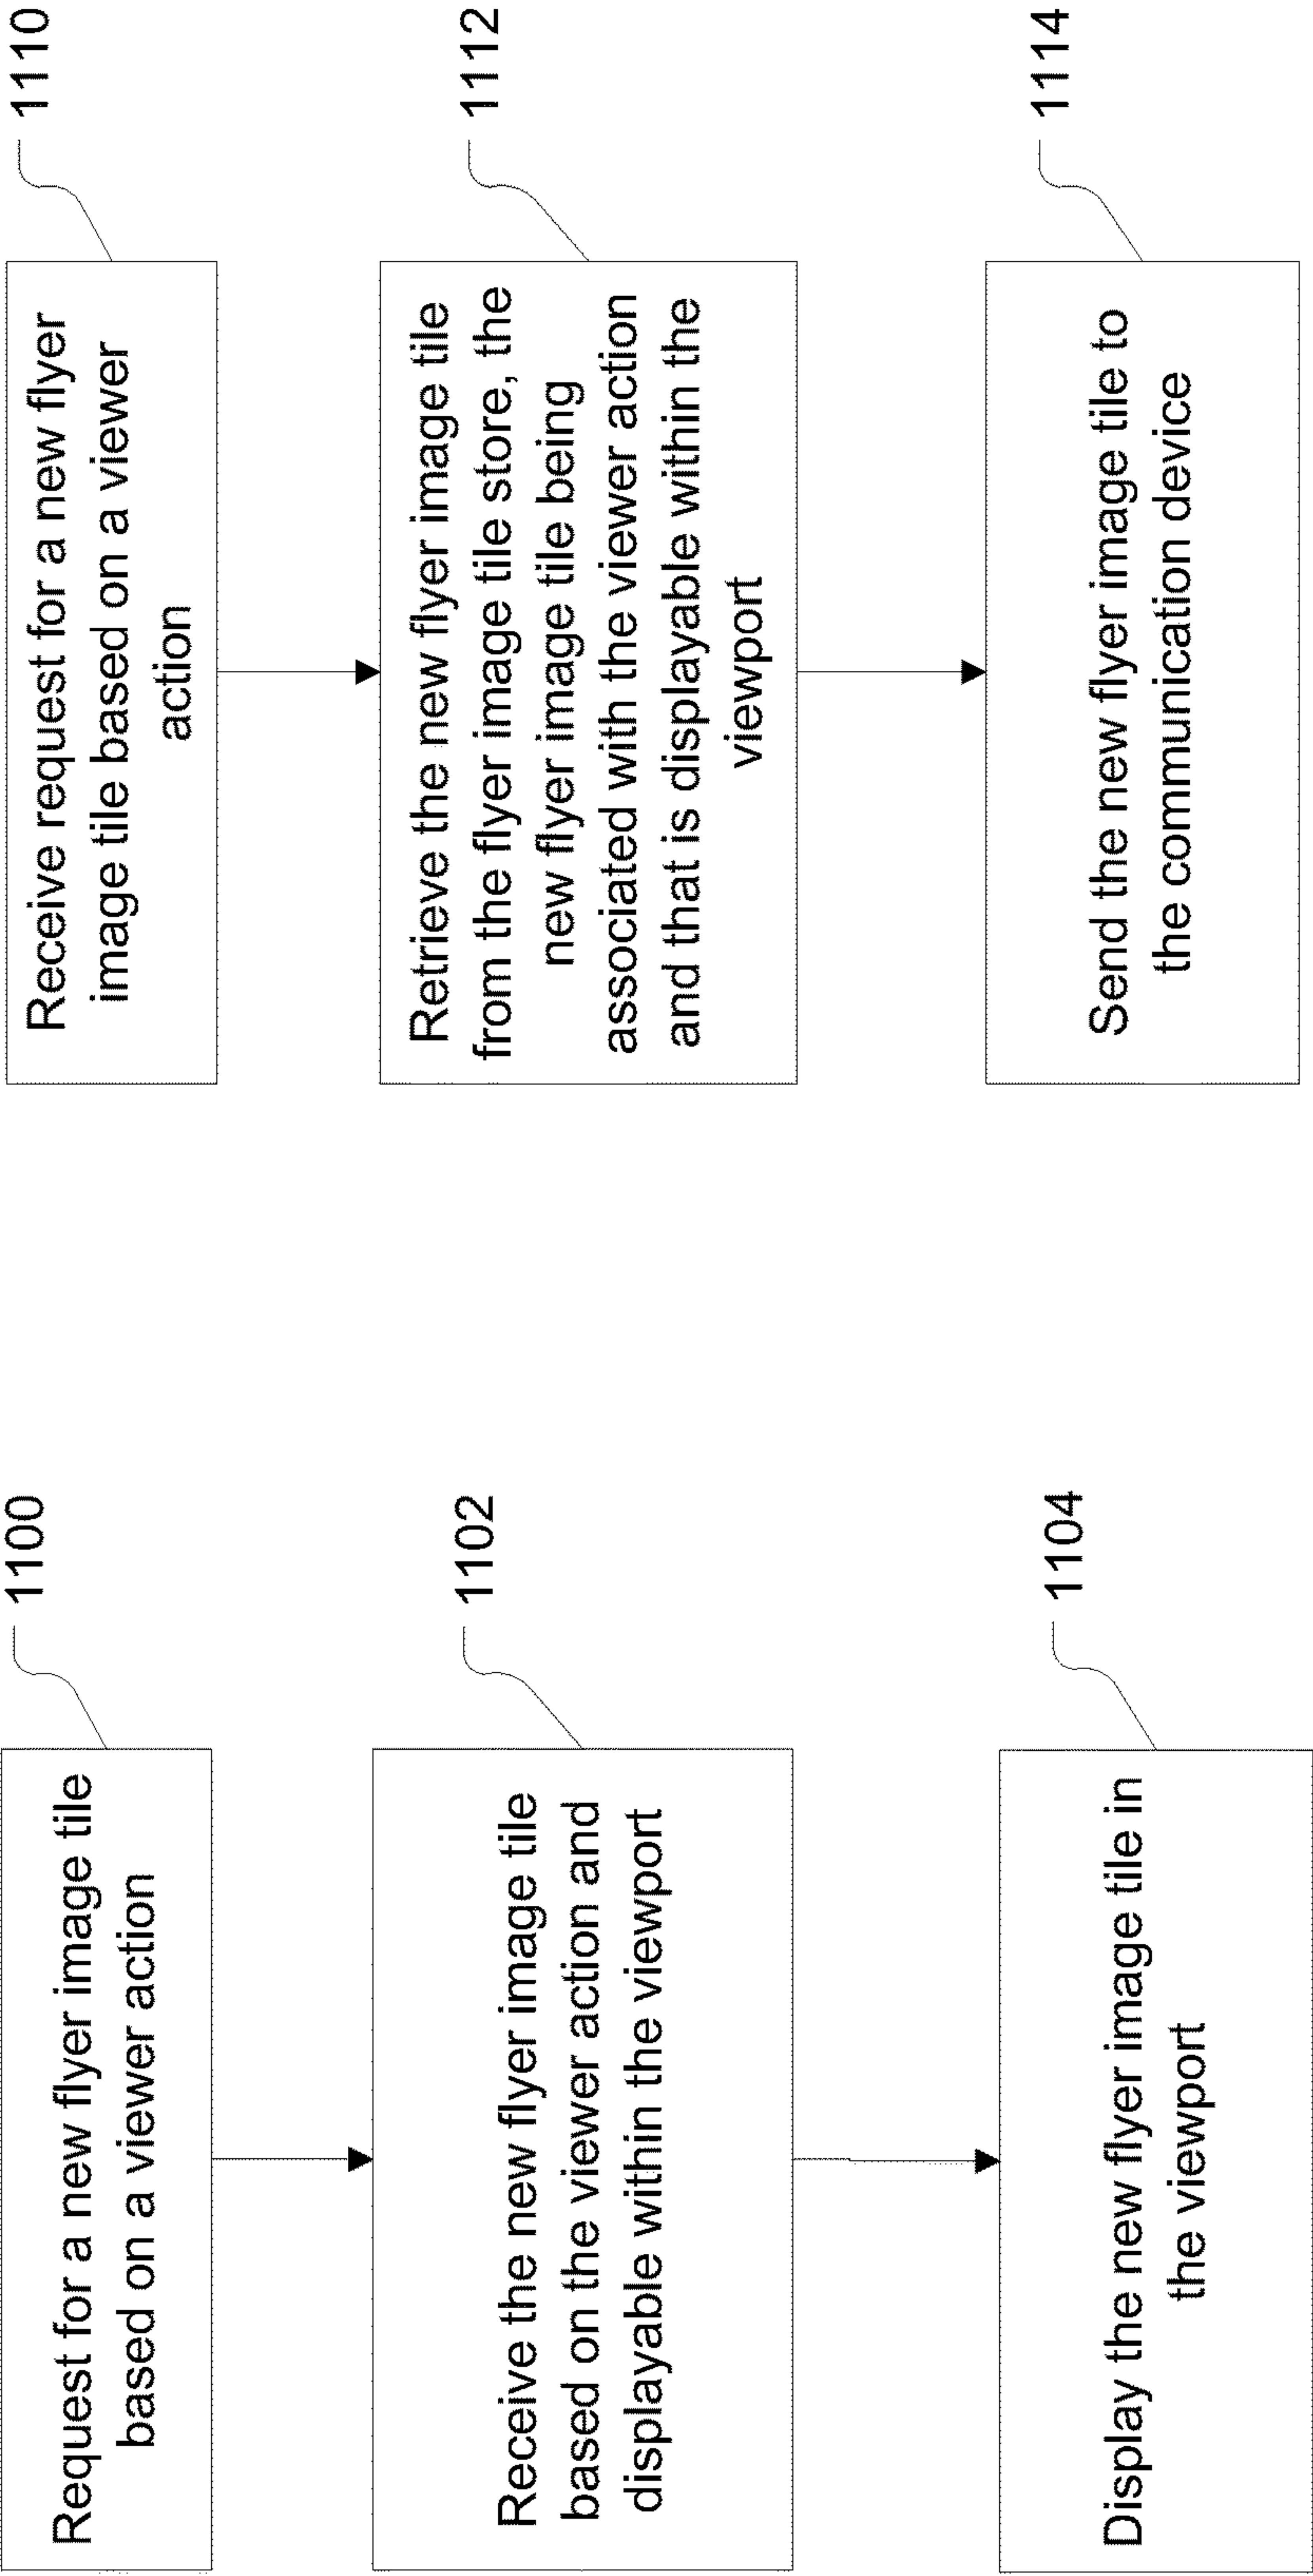 1100
Request for a new flyer image tile
based on a viewer action
1102
Receive the new flyer image tile
based on the viewer action and
displayable within the viewport
1104
Display the new flyer image tile in
the viewport
1110
Receive request for a new flyer
image tile based on a viewer
action
1112
Retrieve the new flyer image tile
from the flyer image tile store, the
new flyer image tile being
associated with the viewer action
and that is displayable within the
viewport
1114
Send the new flyer image tile to
the communication device